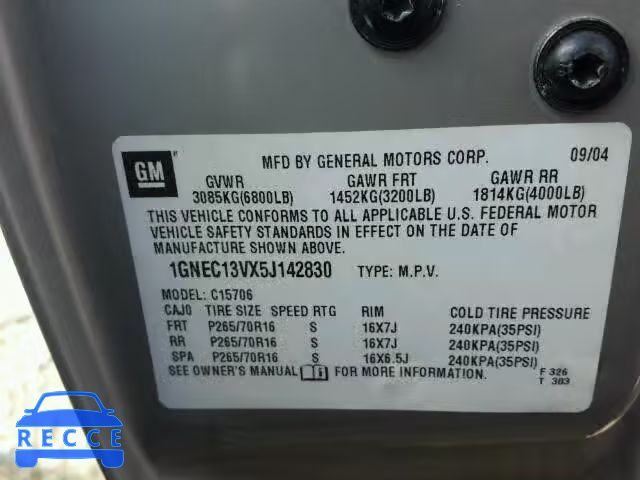 GM
MFD BY GENERAL MOTORS CORP. 09/04
GVWR GAWR FRT GAWR RR
3085KG(6800LB) 1452KG(3200LB) 1814KG(4000LB)
THIS VEHICLE CONFORMS TO ALL APPLICABLE U.S. FEDERAL MOTOR
VEHICLE SAFETY STANDARDS IN EFFECT ON THE DATE OF
MANUFACTURE SHOWN ABOVE.
1GNEC13VX5J142830 TYPE: M.P.V.
MODEL: C15706
CAJ0 TIRE SIZE SPEED RTG RIM COLD TIRE PRESSURE
FRT P265/70R16 S 16X7J 240KPA(35PSI)
RR P265/70R16 S 16X7J 240KPA(35PSI)
SPA P265/70R16 S 16X6.5J 240KPA(35PSI)
SEE OWNER'S MANUAL FOR MORE INFORMATION. F 326
T 303
RECCE